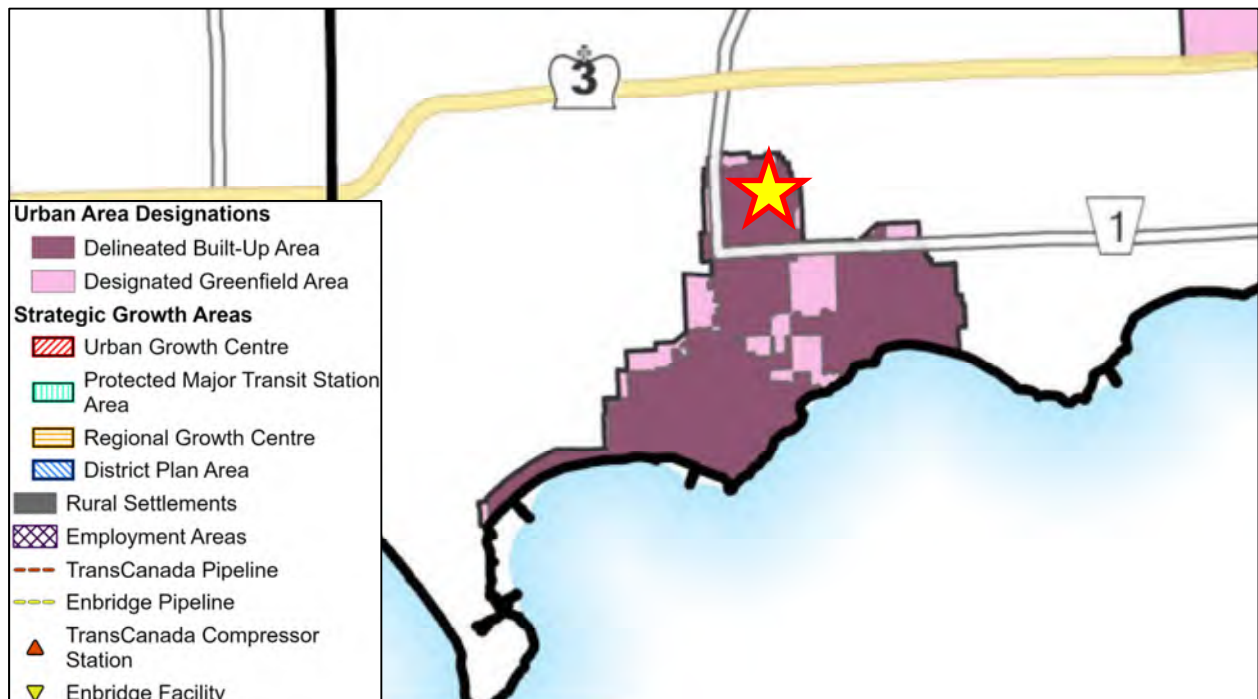 3
1
Urban Area Designations
Delineated Built-Up Area
Designated Greenfield Area
Strategic Growth Areas
Urban Growth Centre
Protected Major Transit Station
Area
Regional Growth Centre
District Plan Area
Rural Settlements
Employment Areas
TransCanada Pipeline
Enbridge Pipeline
TransCanada Compressor
Station
Enbridge Facility